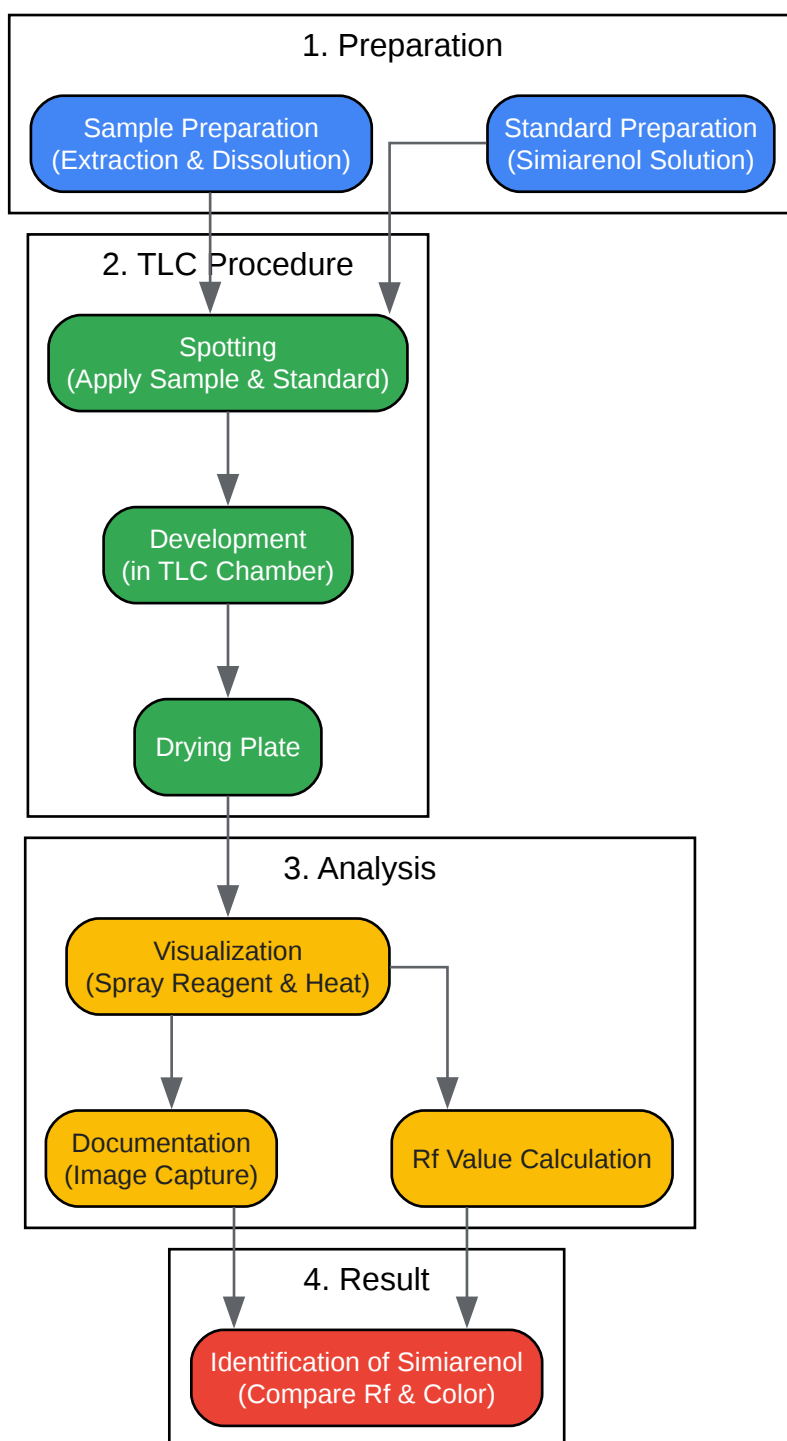 1. Preparation
Sample Preparation
(Extraction & Dissolution)
Standard Preparation
(Simiarenol Solution)
2. TLC Procedure
Spotting
(Apply Sample & Standard)
Development
(in TLC Chamber)
Drying Plate
3. Analysis
Visualization
(Spray Reagent & Heat)
Documentation
(Image Capture)
Rf Value Calculation
4. Result
Identification of Simiarenol
(Compare Rf & Color)